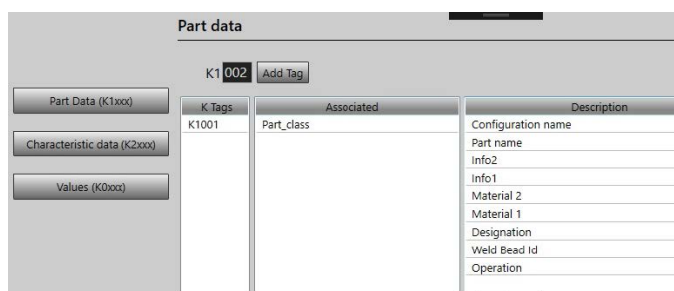 Part data
K1 002 Add Tag
Part Data (K1xxx)
Characteristic data (K2xxx)
Values (K0xxx)
K Tags Associated Description
K1001 Part_class Configuration name
Part name
Info2
Info1
Material 2
Material 1
Designation
Weld Bead Id
Operation